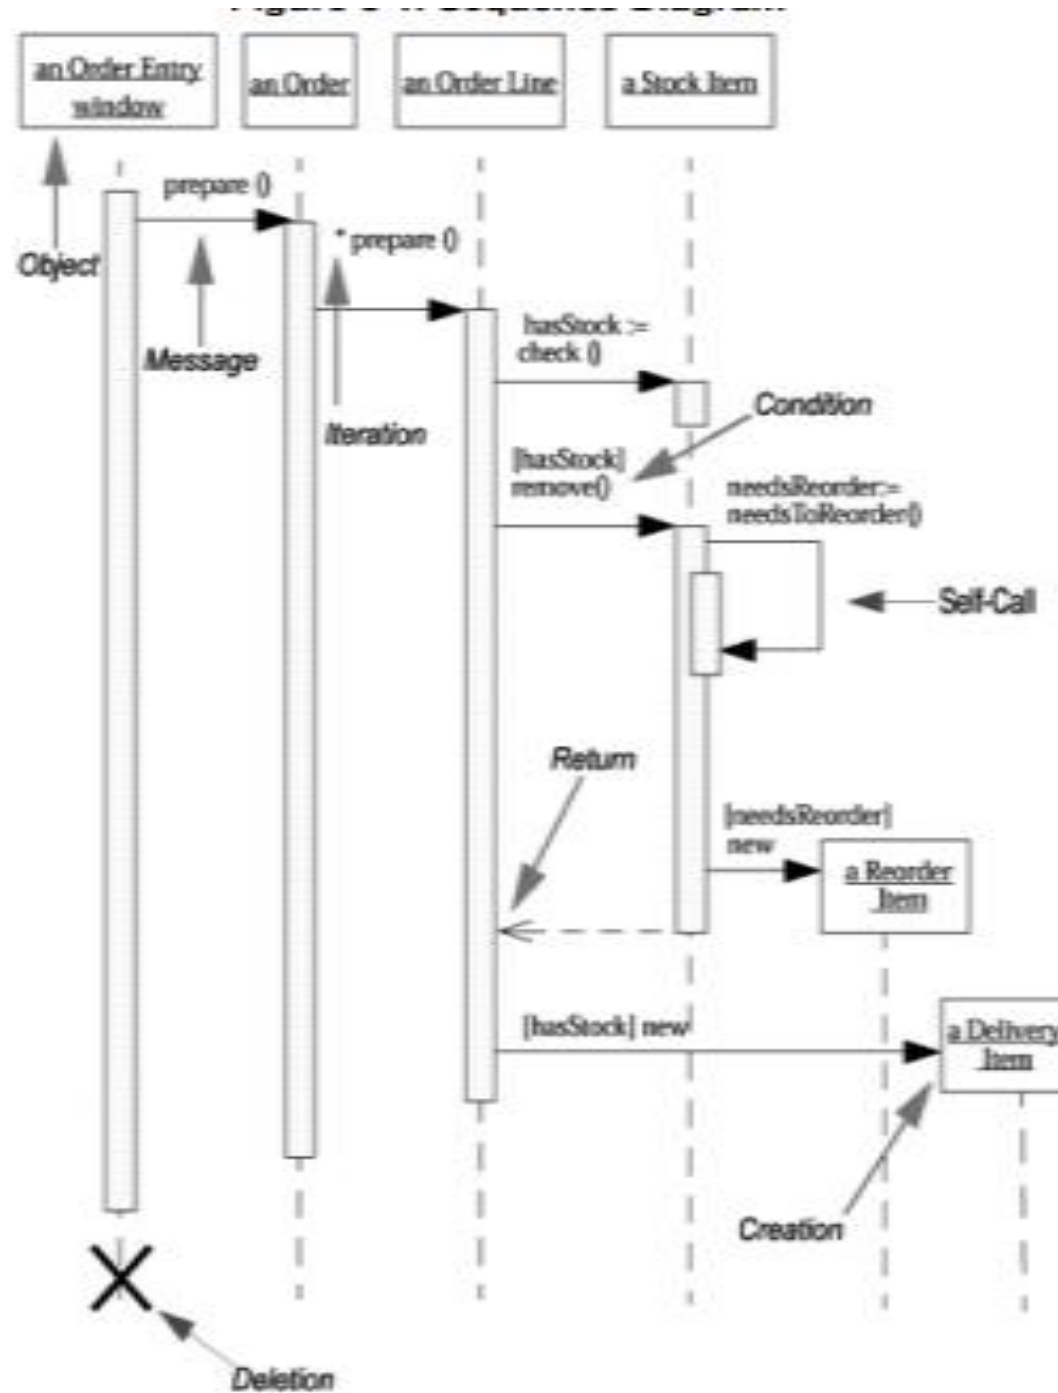 an Order Entry
window
an Order
an Order Line
a Stock Item
prepare ()
* prepare ()
Object
Message
Iteration
hasStock :=
check ()
Condition
[hasStock]
remove()
needsReorder:=
needsToReorder()
Self-Call
Return
[needsReorder]
new
a Reorder
Item
[hasStock] new
a Delivery
Item
Creation
Deletion